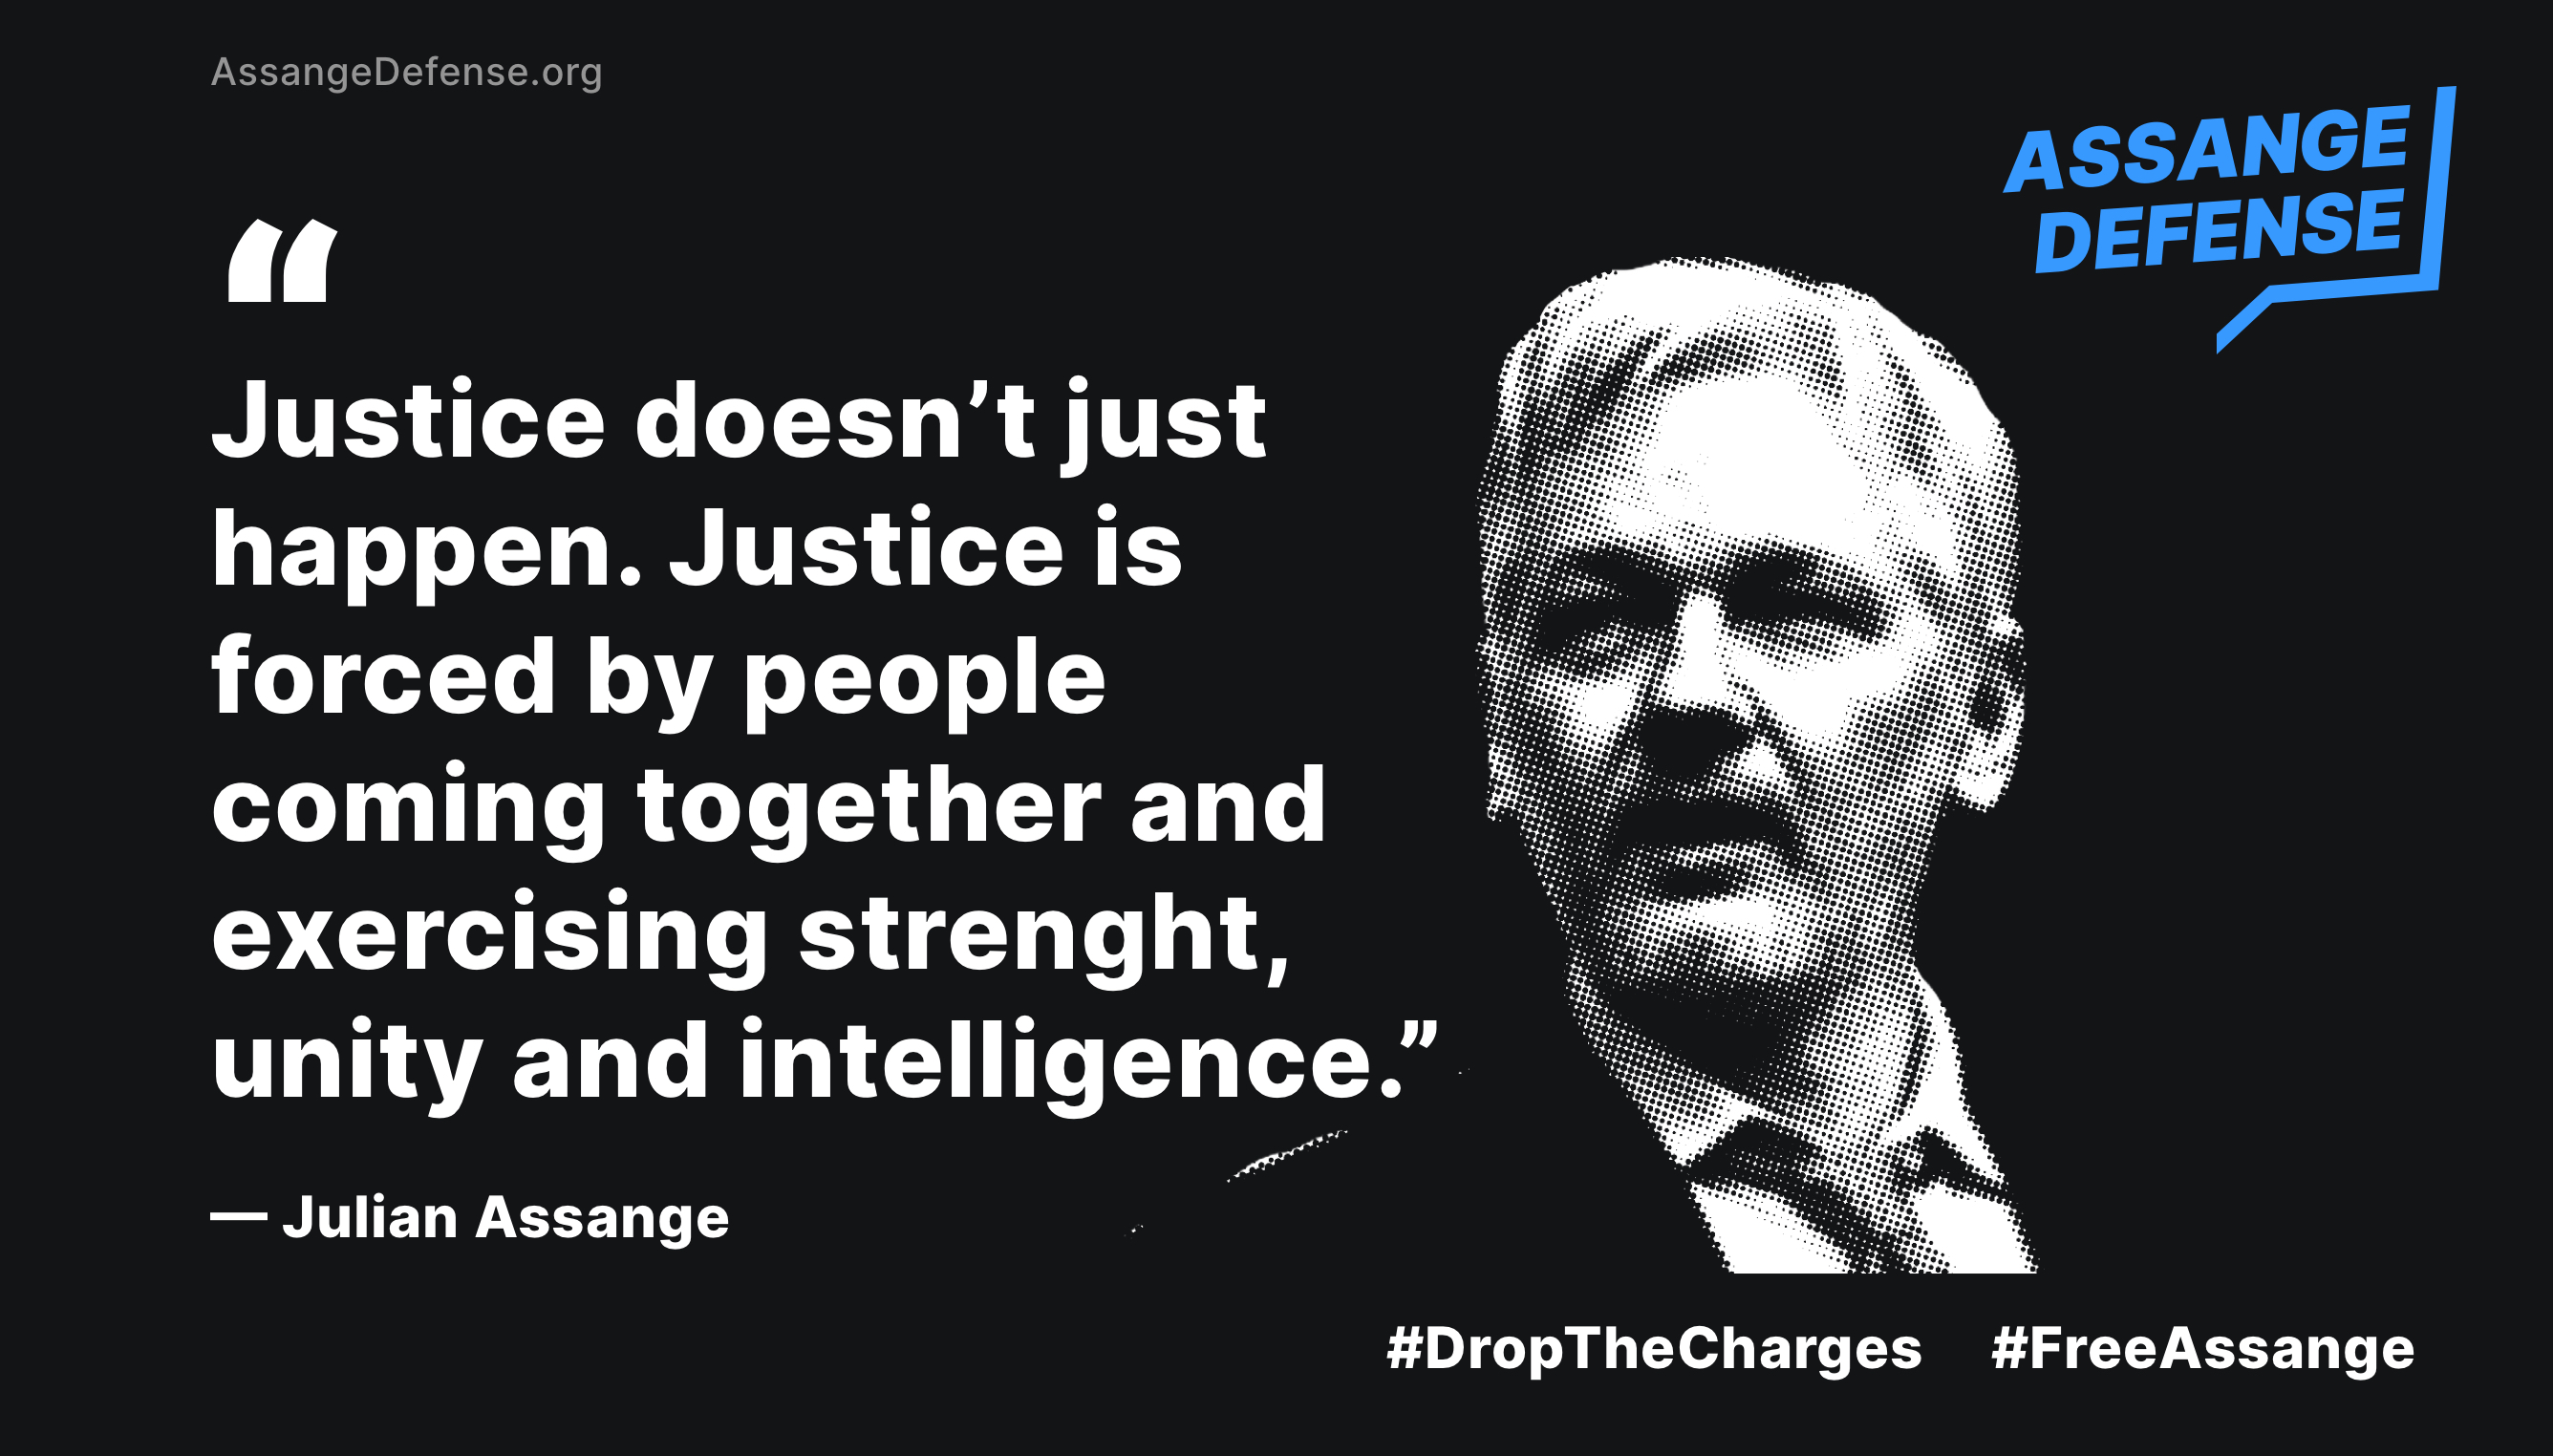 AssangeDefense.org
ASSANGE
DEFENSE
“
Justice doesn’t just
happen. Justice is
forced by people
coming together and
exercising strenght,
unity and intelligence.”
— Julian Assange
#DropTheCharges #FreeAssange